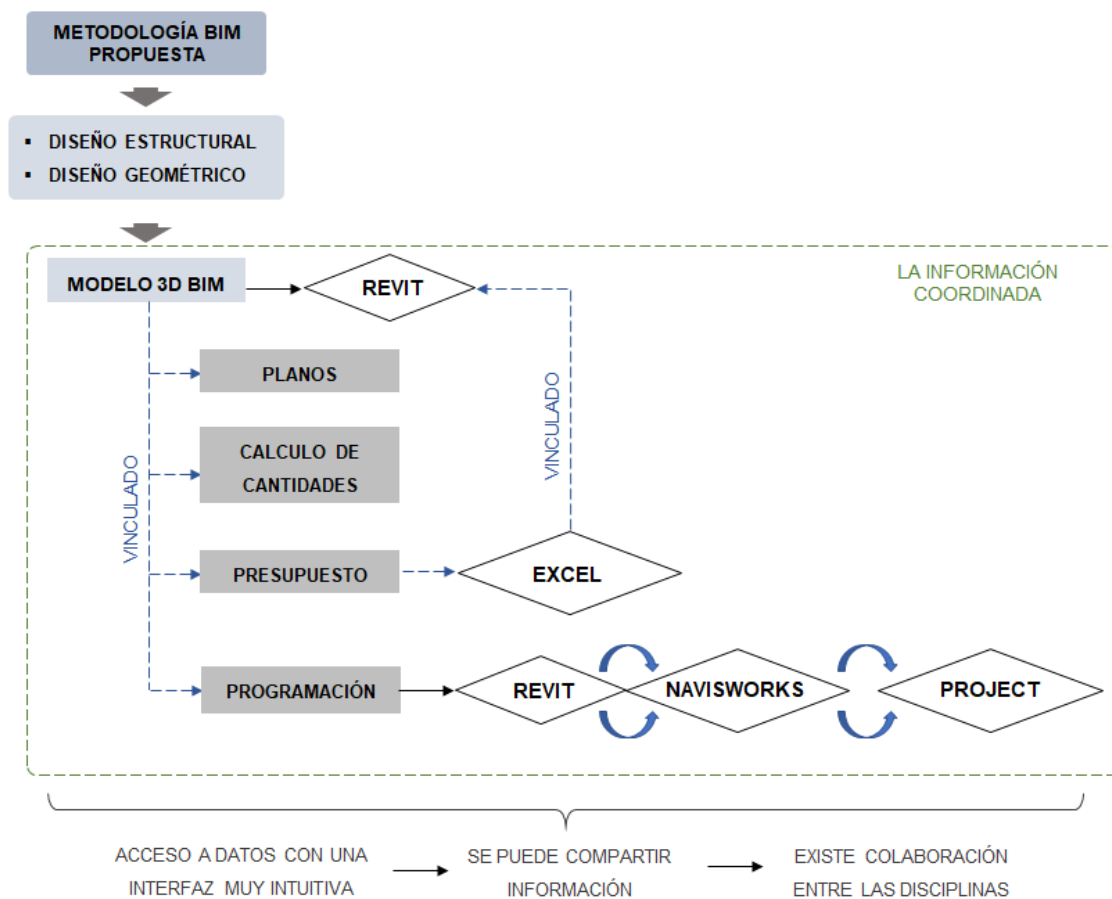 METODOLOGÍA BIM
PROPUESTA
▪ DISEÑO ESTRUCTURAL
▪ DISEÑO GEOMÉTRICO
LA INFORMACIÓN
COORDINADA
MODELO 3D BIM
REVIT
PLANOS
CALCULO DE
CANTIDADES
VINCULADO
VINCULADO
PRESUPUESTO
EXCEL
PROGRAMACIÓN
REVIT
NAVISWORKS
PROJECT
ACCESO A DATOS CON UNA
INTERFAZ MUY INTUITIVA
SE PUEDE COMPARTIR
INFORMACIÓN
EXISTE COLABORACIÓN
ENTRE LAS DISCIPLINAS